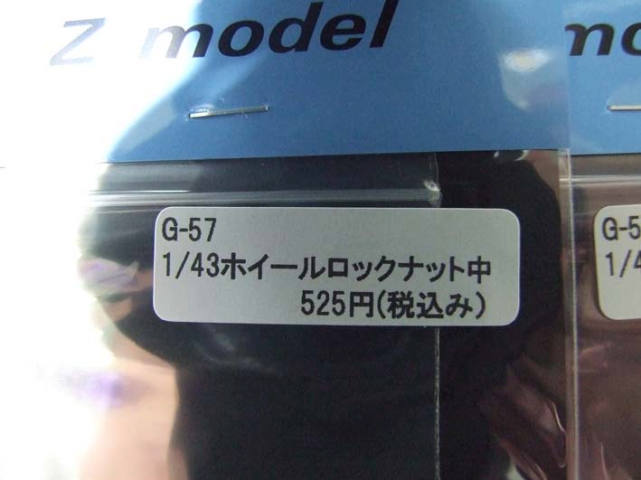 Z model
mo
G-57
1/43ホイールロックナット中
525円(税込み)
G-5
1/4